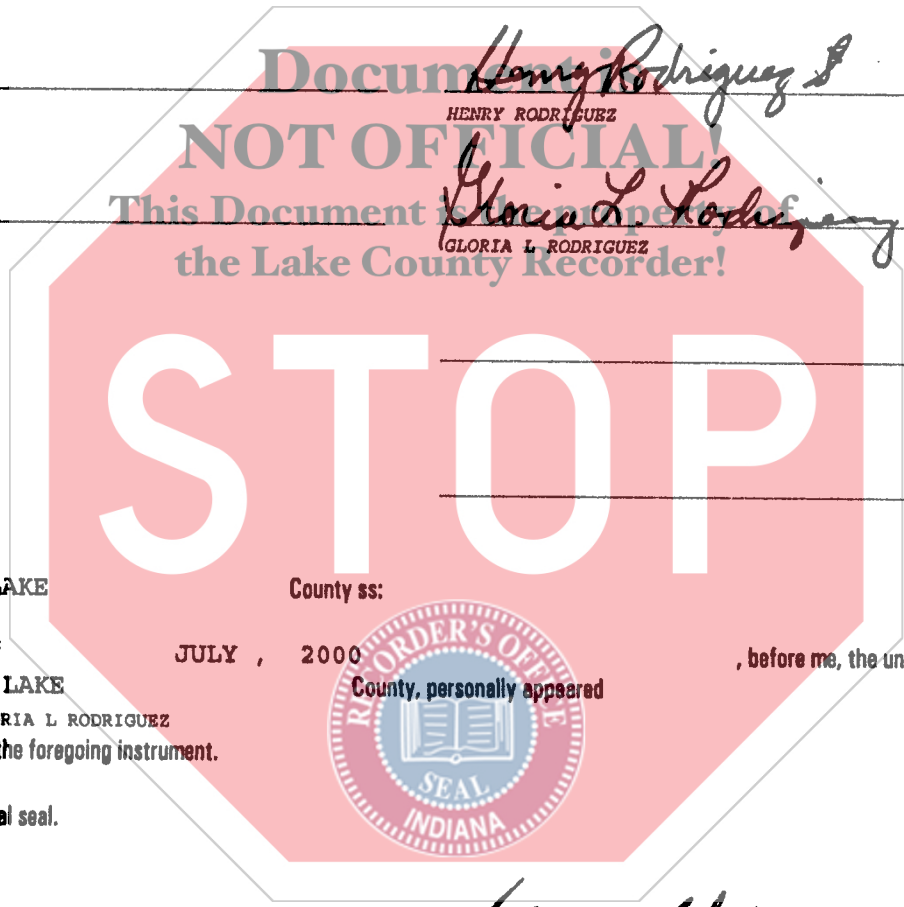 Document is
Henry Rodriguez
HENRY RODRIGUEZ
NOT OFFICIAL!
This Document is the property of
Gloria L. Rodriguez
GLORIA L RODRIGUEZ
the Lake County Recorder!
STOP
LAKE County ss:
JULY , 2000 , before me, the un
LAKE County, personally appeared
RIA L RODRIGUEZ
the foregoing instrument.
al seal.
RECORDER'S OFFICE
SEAL
INDIANA